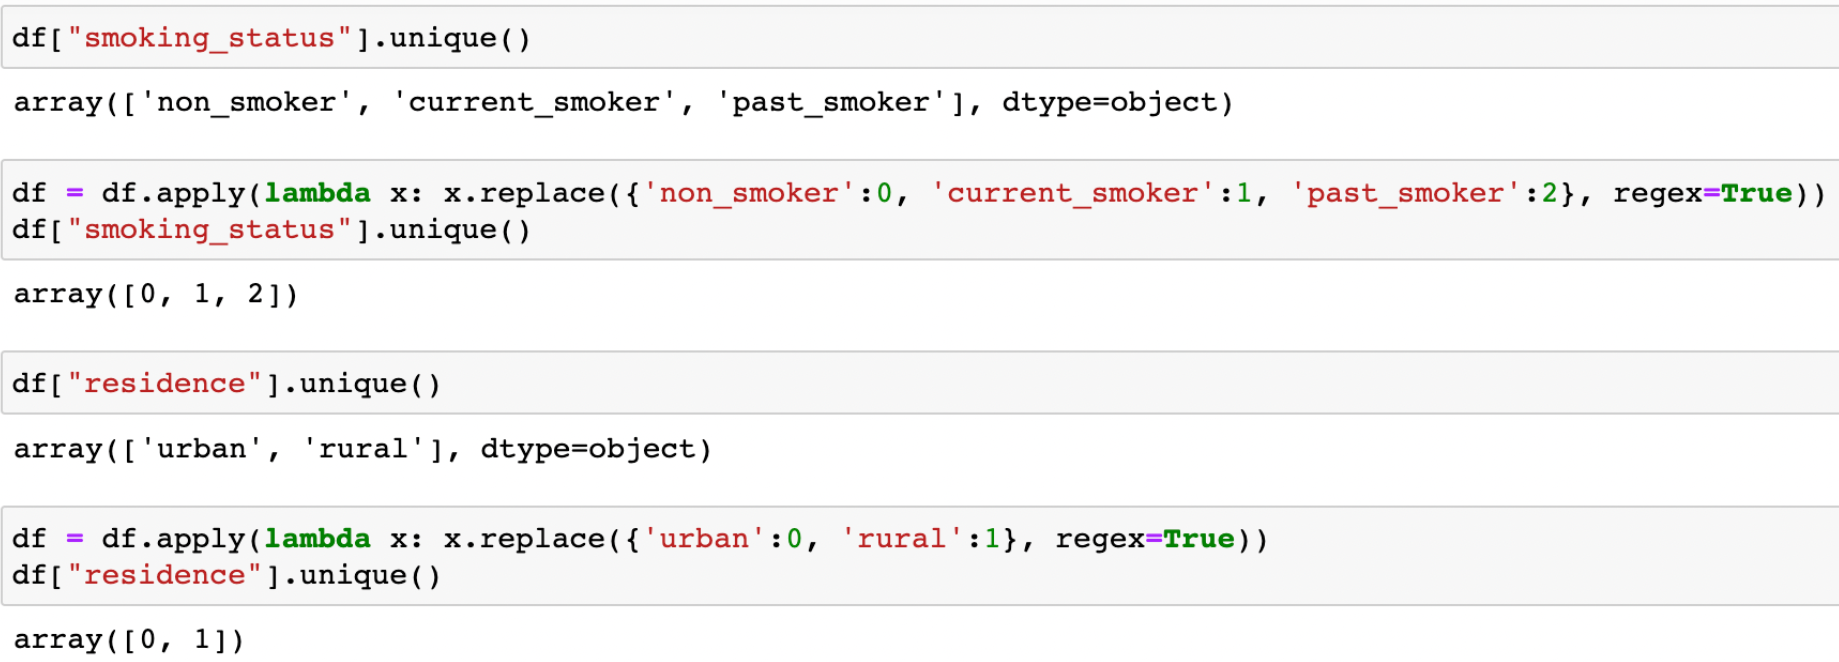 df["smoking_status"].unique()
array(['non_smoker', 'current_smoker', 'past_smoker'], dtype=object)
df = df.apply(lambda x: x.replace({'non_smoker':0, 'current_smoker':1, 'past_smoker':2}, regex=True))
df["smoking_status"].unique()
array([0, 1, 2])
df["residence"].unique()
array(['urban', 'rural'], dtype=object)
df = df.apply(lambda x: x.replace({'urban':0, 'rural':1}, regex=True))
df["residence"].unique()
array([0, 1])